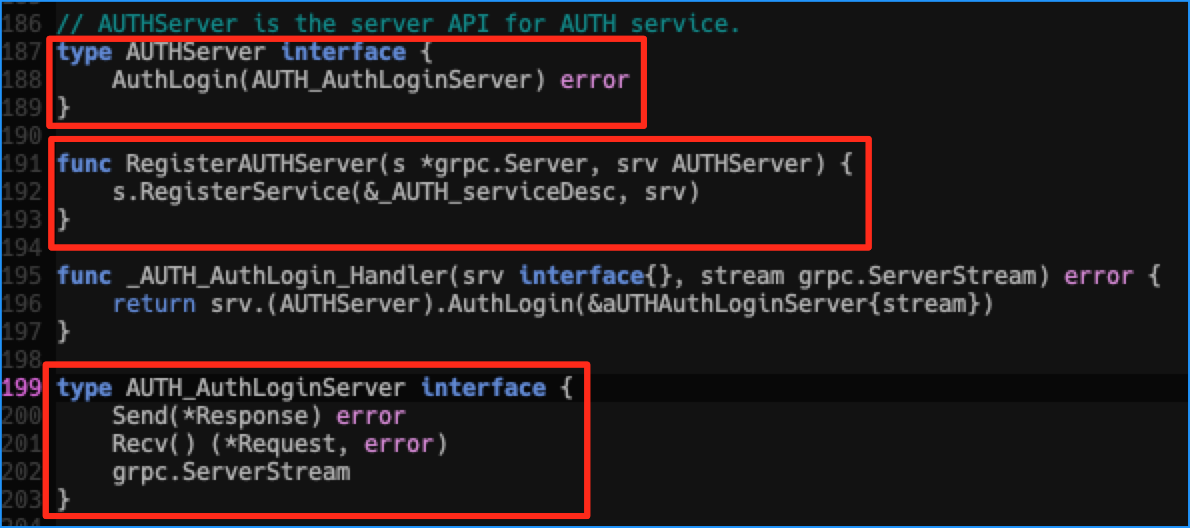 186 // AUTHServer is the server API for AUTH service.
187 type AUTHServer interface {
188     AuthLogin(AUTH_AuthLoginServer) error
189 }
190
191 func RegisterAUTHServer(s *grpc.Server, srv AUTHServer) {
192     s.RegisterService(&_AUTH_serviceDesc, srv)
193 }
194
195 func _AUTH_AuthLogin_Handler(srv interface{}, stream grpc.ServerStream) error {
196     return srv.(AUTHServer).AuthLogin(&aUTHAuthLoginServer{stream})
197 }
198
199 type AUTH_AuthLoginServer interface {
200     Send(*Response) error
201     Recv() (*Request, error)
202     grpc.ServerStream
203 }